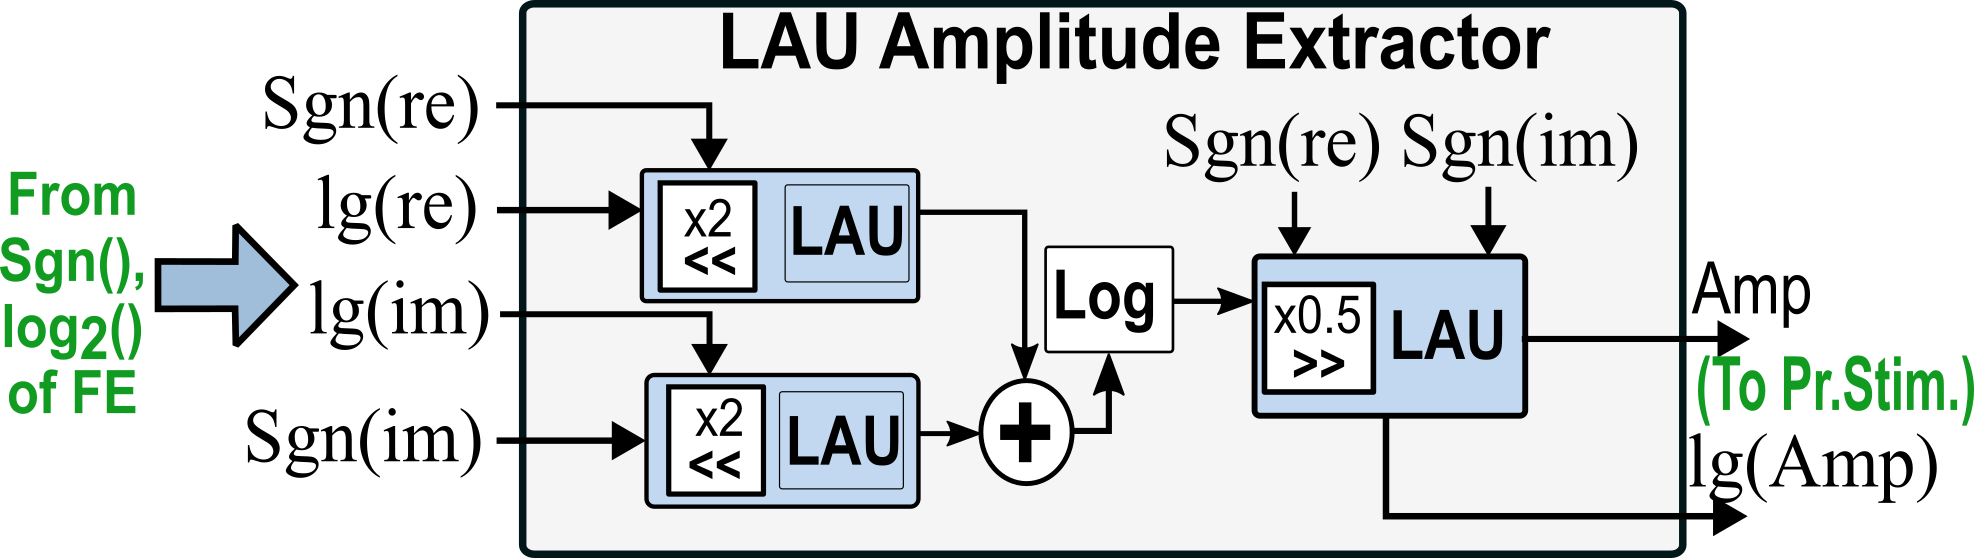 LAU Amplitude Extractor
From
Sgn(),
log2()
of FE
Sgn(re)
lg(re)
lg(im)
Sgn(im)
x2
<<
LAU
x2
<<
LAU
+
Log
Sgn(re) Sgn(im)
x0.5
>>
LAU
Amp
(To Pr.Stim.)
lg(Amp)